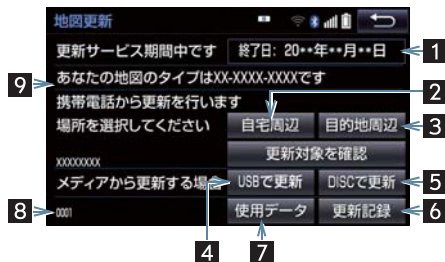 地図更新
更新サービス期間中です 終了日: 20**年**月**日 1
9 あなたの地図のタイプはXX-XXXX-XXXXです
携帯電話から更新を行います 2
場所を選択してください 自宅周辺 目的地周辺 3
更新対象を確認
XXXXXXXX
メディアから更新する場合 USBで更新 DISCで更新 5
8 0001 使用データ 更新記録 6
4 7